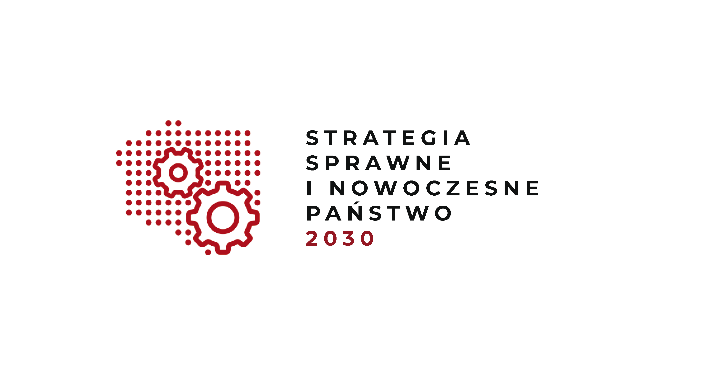 STRATEGIA
SPRAWNE
I NOWOCZESNE
PAŃSTWO
2030